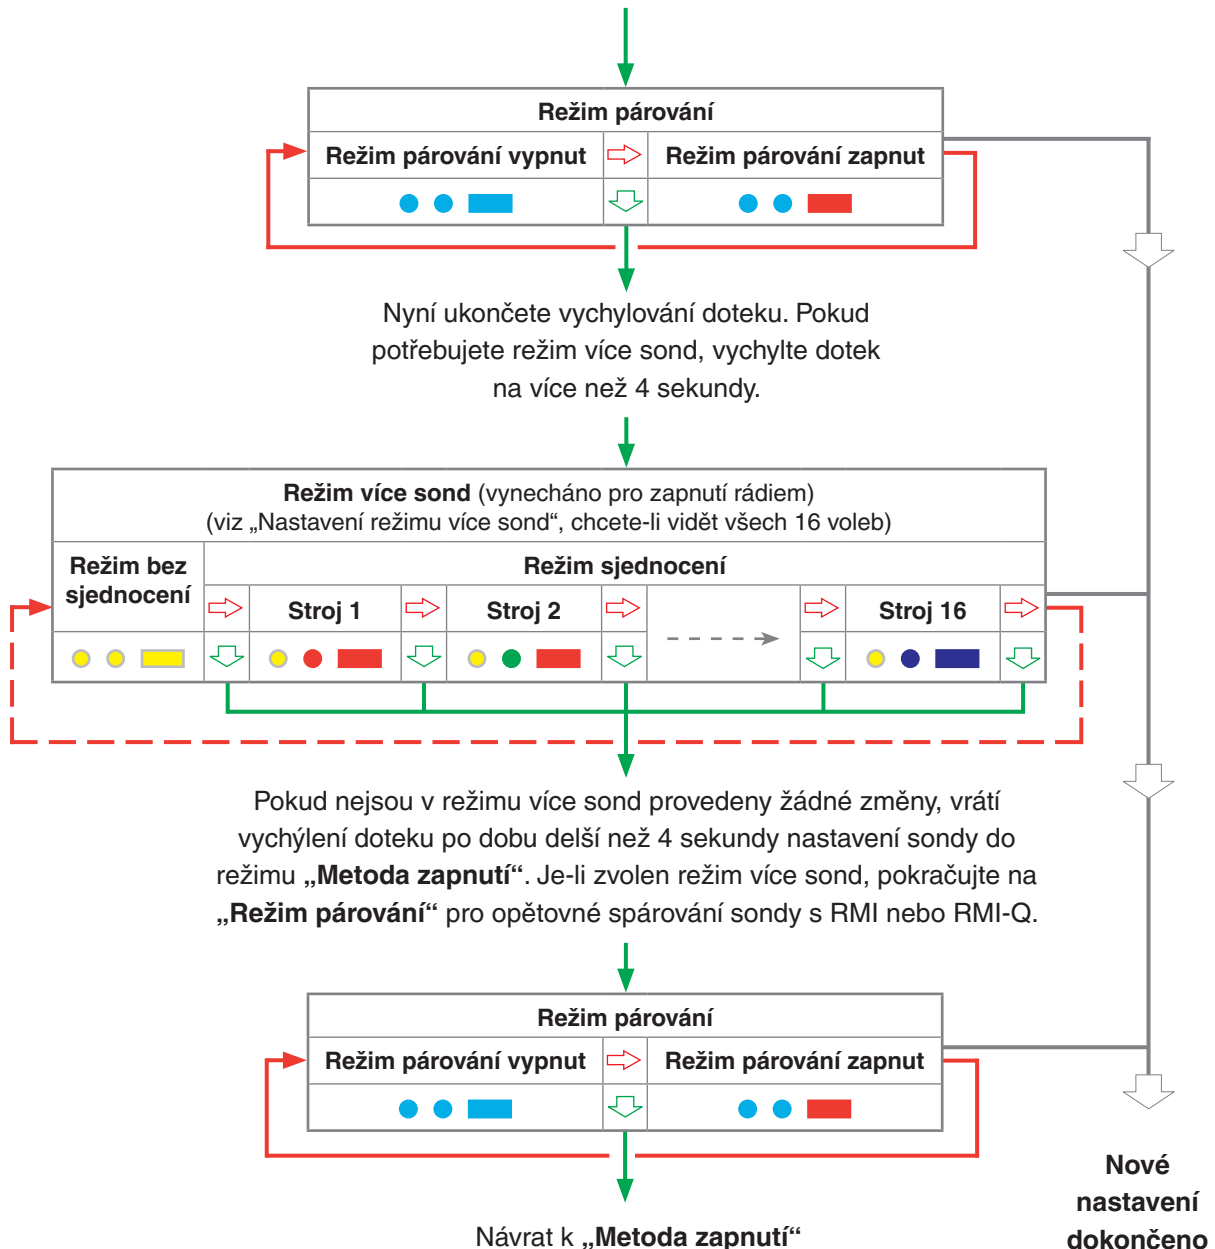 Režim párování
Režim párování vypnut
Režim párování zapnut
Nyní ukončete vychylování doteku. Pokud
potřebujete režim více sond, vychylte dotek
na více než 4 sekundy.
Režim více sond (vynecháno pro zapnutí rádiem)
(viz „Nastavení režimu více sond“, chcete-li vidět všech 16 voleb)
Režim bez
sjednocení
Režim sjednocení
Stroj 1
Stroj 2
Stroj 16
Pokud nejsou v režimu více sond provedeny žádné změny, vrátí
vychýlení doteku po dobu delší než 4 sekundy nastavení sondy do
režimu „Metoda zapnutí“. Je-li zvolen režim více sond, pokračujte na
„Režim párování“ pro opětovné spárování sondy s RMI nebo RMI-Q.
Režim párování
Režim párování vypnut
Režim párování zapnut
Návrat k „Metoda zapnutí“
Nové
nastavení
dokončeno